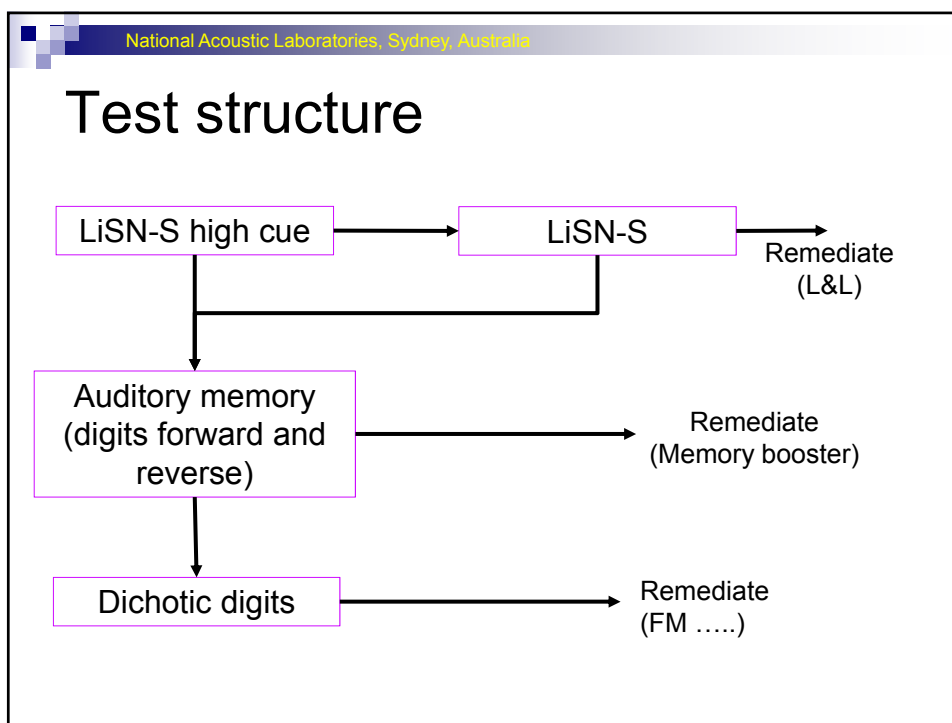 National Acoustic Laboratories, Sydney, Australia
Test structure
LiSN-S high cue
LiSN-S
Remediate
(L&L)
Auditory memory
(digits forward and
reverse)
Remediate
(Memory booster)
Dichotic digits
Remediate
(FM …..)